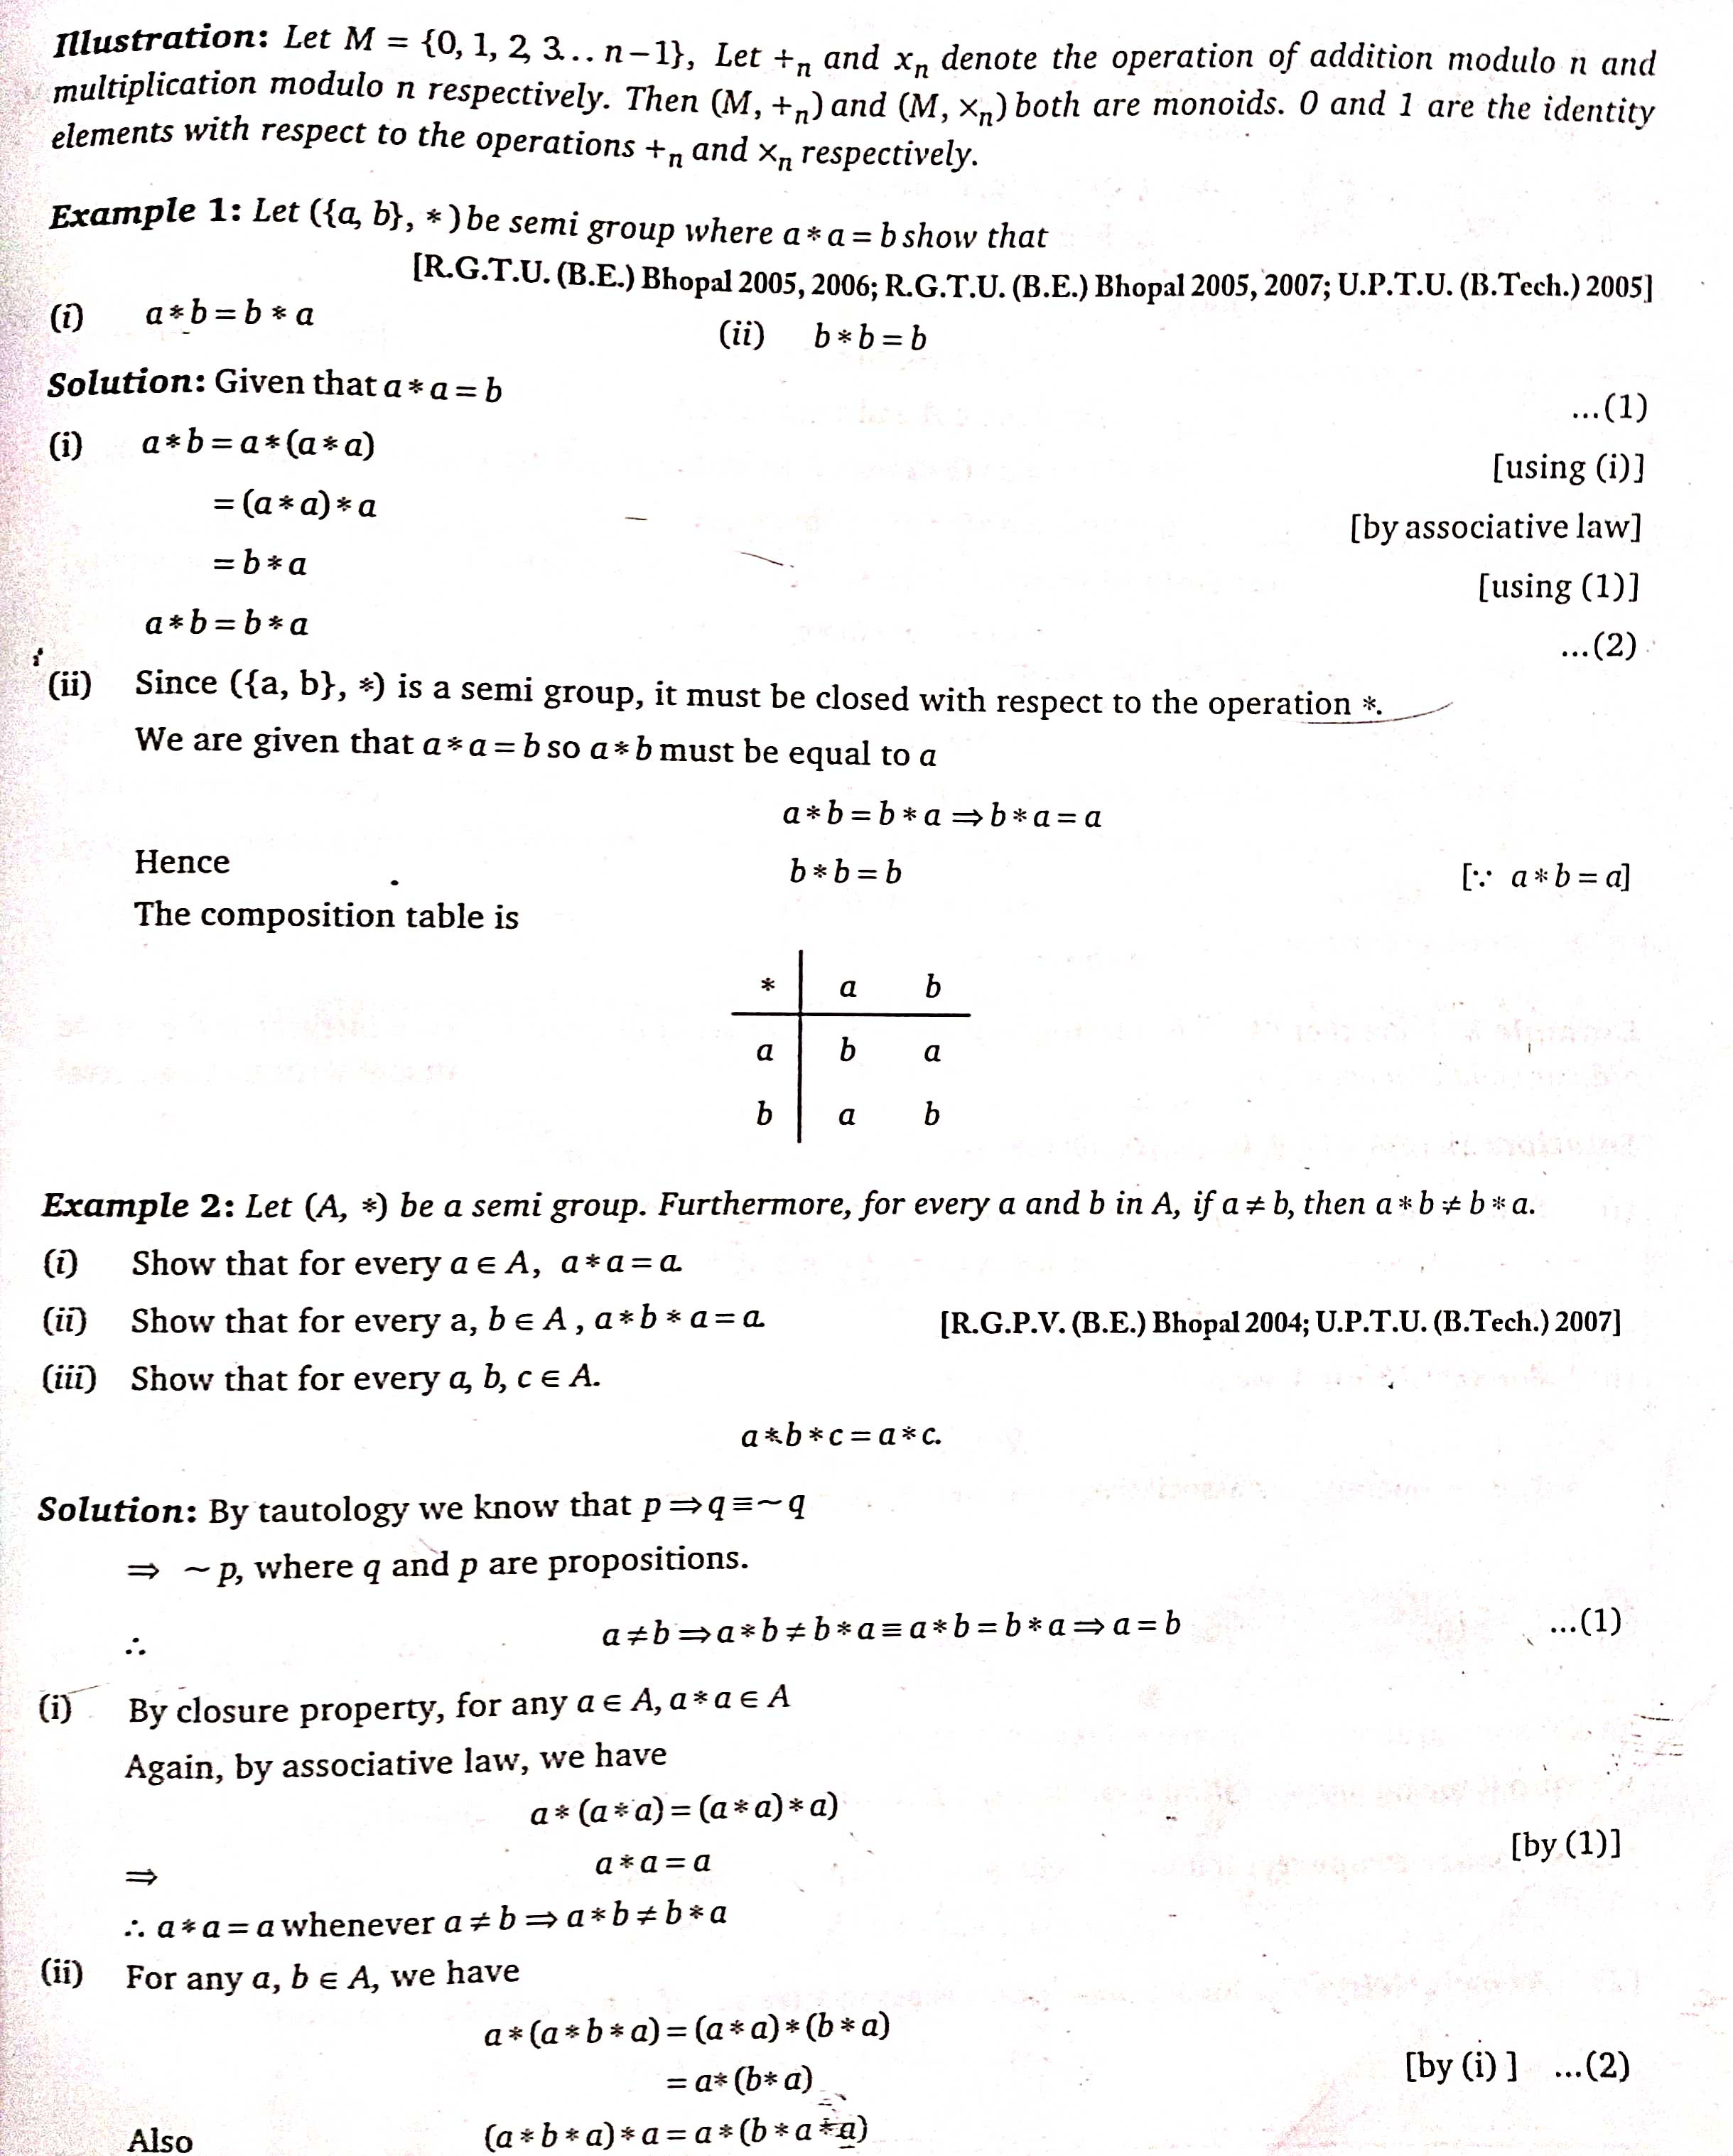 Illustration: Let M = {0, 1, 2, 3... n−1}, Let +ₙ and xₙ denote the operation of addition modulo n and
multiplication modulo n respectively. Then (M, +ₙ) and (M, ×ₙ) both are monoids. 0 and 1 are the identity
elements with respect to the operations +ₙ and ×ₙ respectively.
Example 1: Let ({a, b}, *) be semi group where a * a = b show that
[R.G.T.U. (B.E.) Bhopal 2005, 2006; R.G.T.U. (B.E.) Bhopal 2005, 2007; U.P.T.U. (B.Tech.) 2005]
(i) a * b = b * a (ii) b * b = b
Solution: Given that a * a = b ...(1)
(i) a * b = a * (a * a) [using (i)]
= (a * a) * a [by associative law]
= b * a [using (1)]
a * b = b * a ...(2)
(ii) Since ({a, b}, *) is a semi group, it must be closed with respect to the operation *.
We are given that a * a = b so a * b must be equal to a
a * b = b * a ⇒ b * a = a
Hence b * b = b [∵ a * b = a]
The composition table is
* a b
a b a
b a b
Example 2: Let (A, *) be a semi group. Furthermore, for every a and b in A, if a ≠ b, then a * b ≠ b * a.
(i) Show that for every a ∈ A, a * a = a.
(ii) Show that for every a, b ∈ A, a * b * a = a. [R.G.P.V. (B.E.) Bhopal 2004; U.P.T.U. (B.Tech.) 2007]
(iii) Show that for every a, b, c ∈ A.
a * b * c = a * c.
Solution: By tautology we know that p ⇒ q ≡ ~ q
⇒ ~ p, where q and p are propositions.
∴ a ≠ b ⇒ a * b ≠ b * a ≡ a * b = b * a ⇒ a = b ...(1)
(i) By closure property, for any a ∈ A, a * a ∈ A
Again, by associative law, we have
a * (a * a) = (a * a) * a)
⇒ a * a = a [by (1)]
∴ a * a = a whenever a ≠ b ⇒ a * b ≠ b * a
(ii) For any a, b ∈ A, we have
a * (a * b * a) = (a * a) * (b * a)
= a * (b * a) [by (i) ] ...(2)
Also (a * b * a) * a = a * (b * a * a)